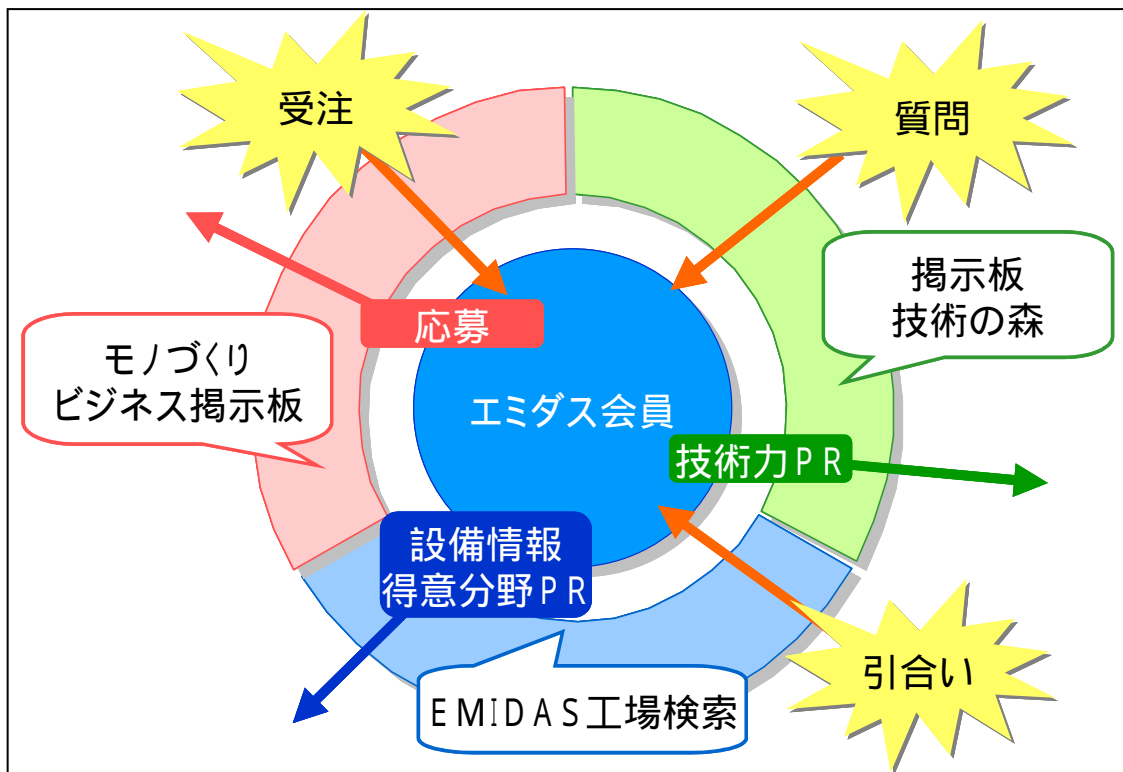 受注
質問
掲示板
技術の森
応募
モノづくり
ビジネス掲示板
エミダス会員
技術力PR
設備情報
得意分野PR
引合い
EMIDAS工場検索